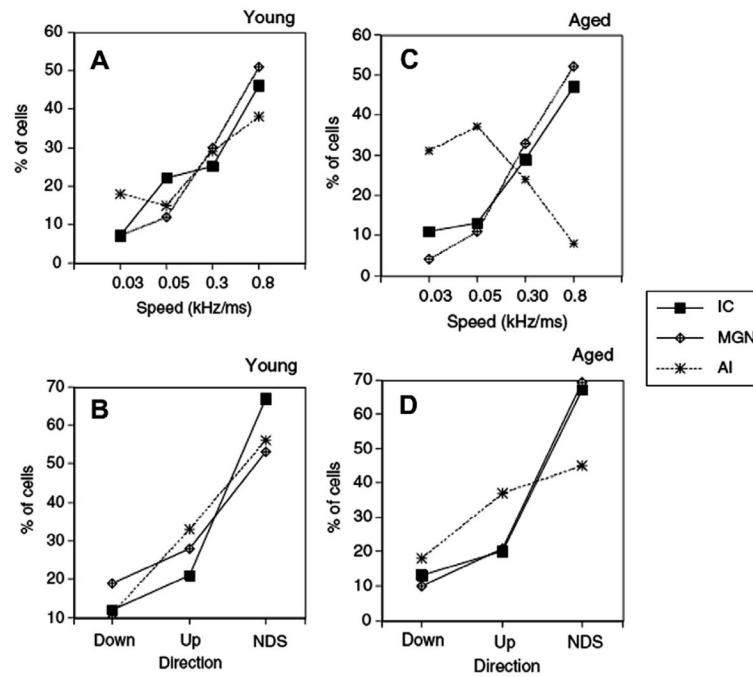 Young
A
60
50
40
30
20
10
0
% of cells
0.03 0.05 0.3 0.8
Speed (kHz/ms)
Aged
C
60
50
40
30
20
10
0
% of cells
0.03 0.05 0.30 0.8
Speed (kHz/ms)
IC
MGN
AI
Young
B
70
60
50
40
30
20
10
% of cells
Down Up NDS
Direction
Aged
D
70
60
50
40
30
20
10
0
% of cells
Down Up NDS
Direction